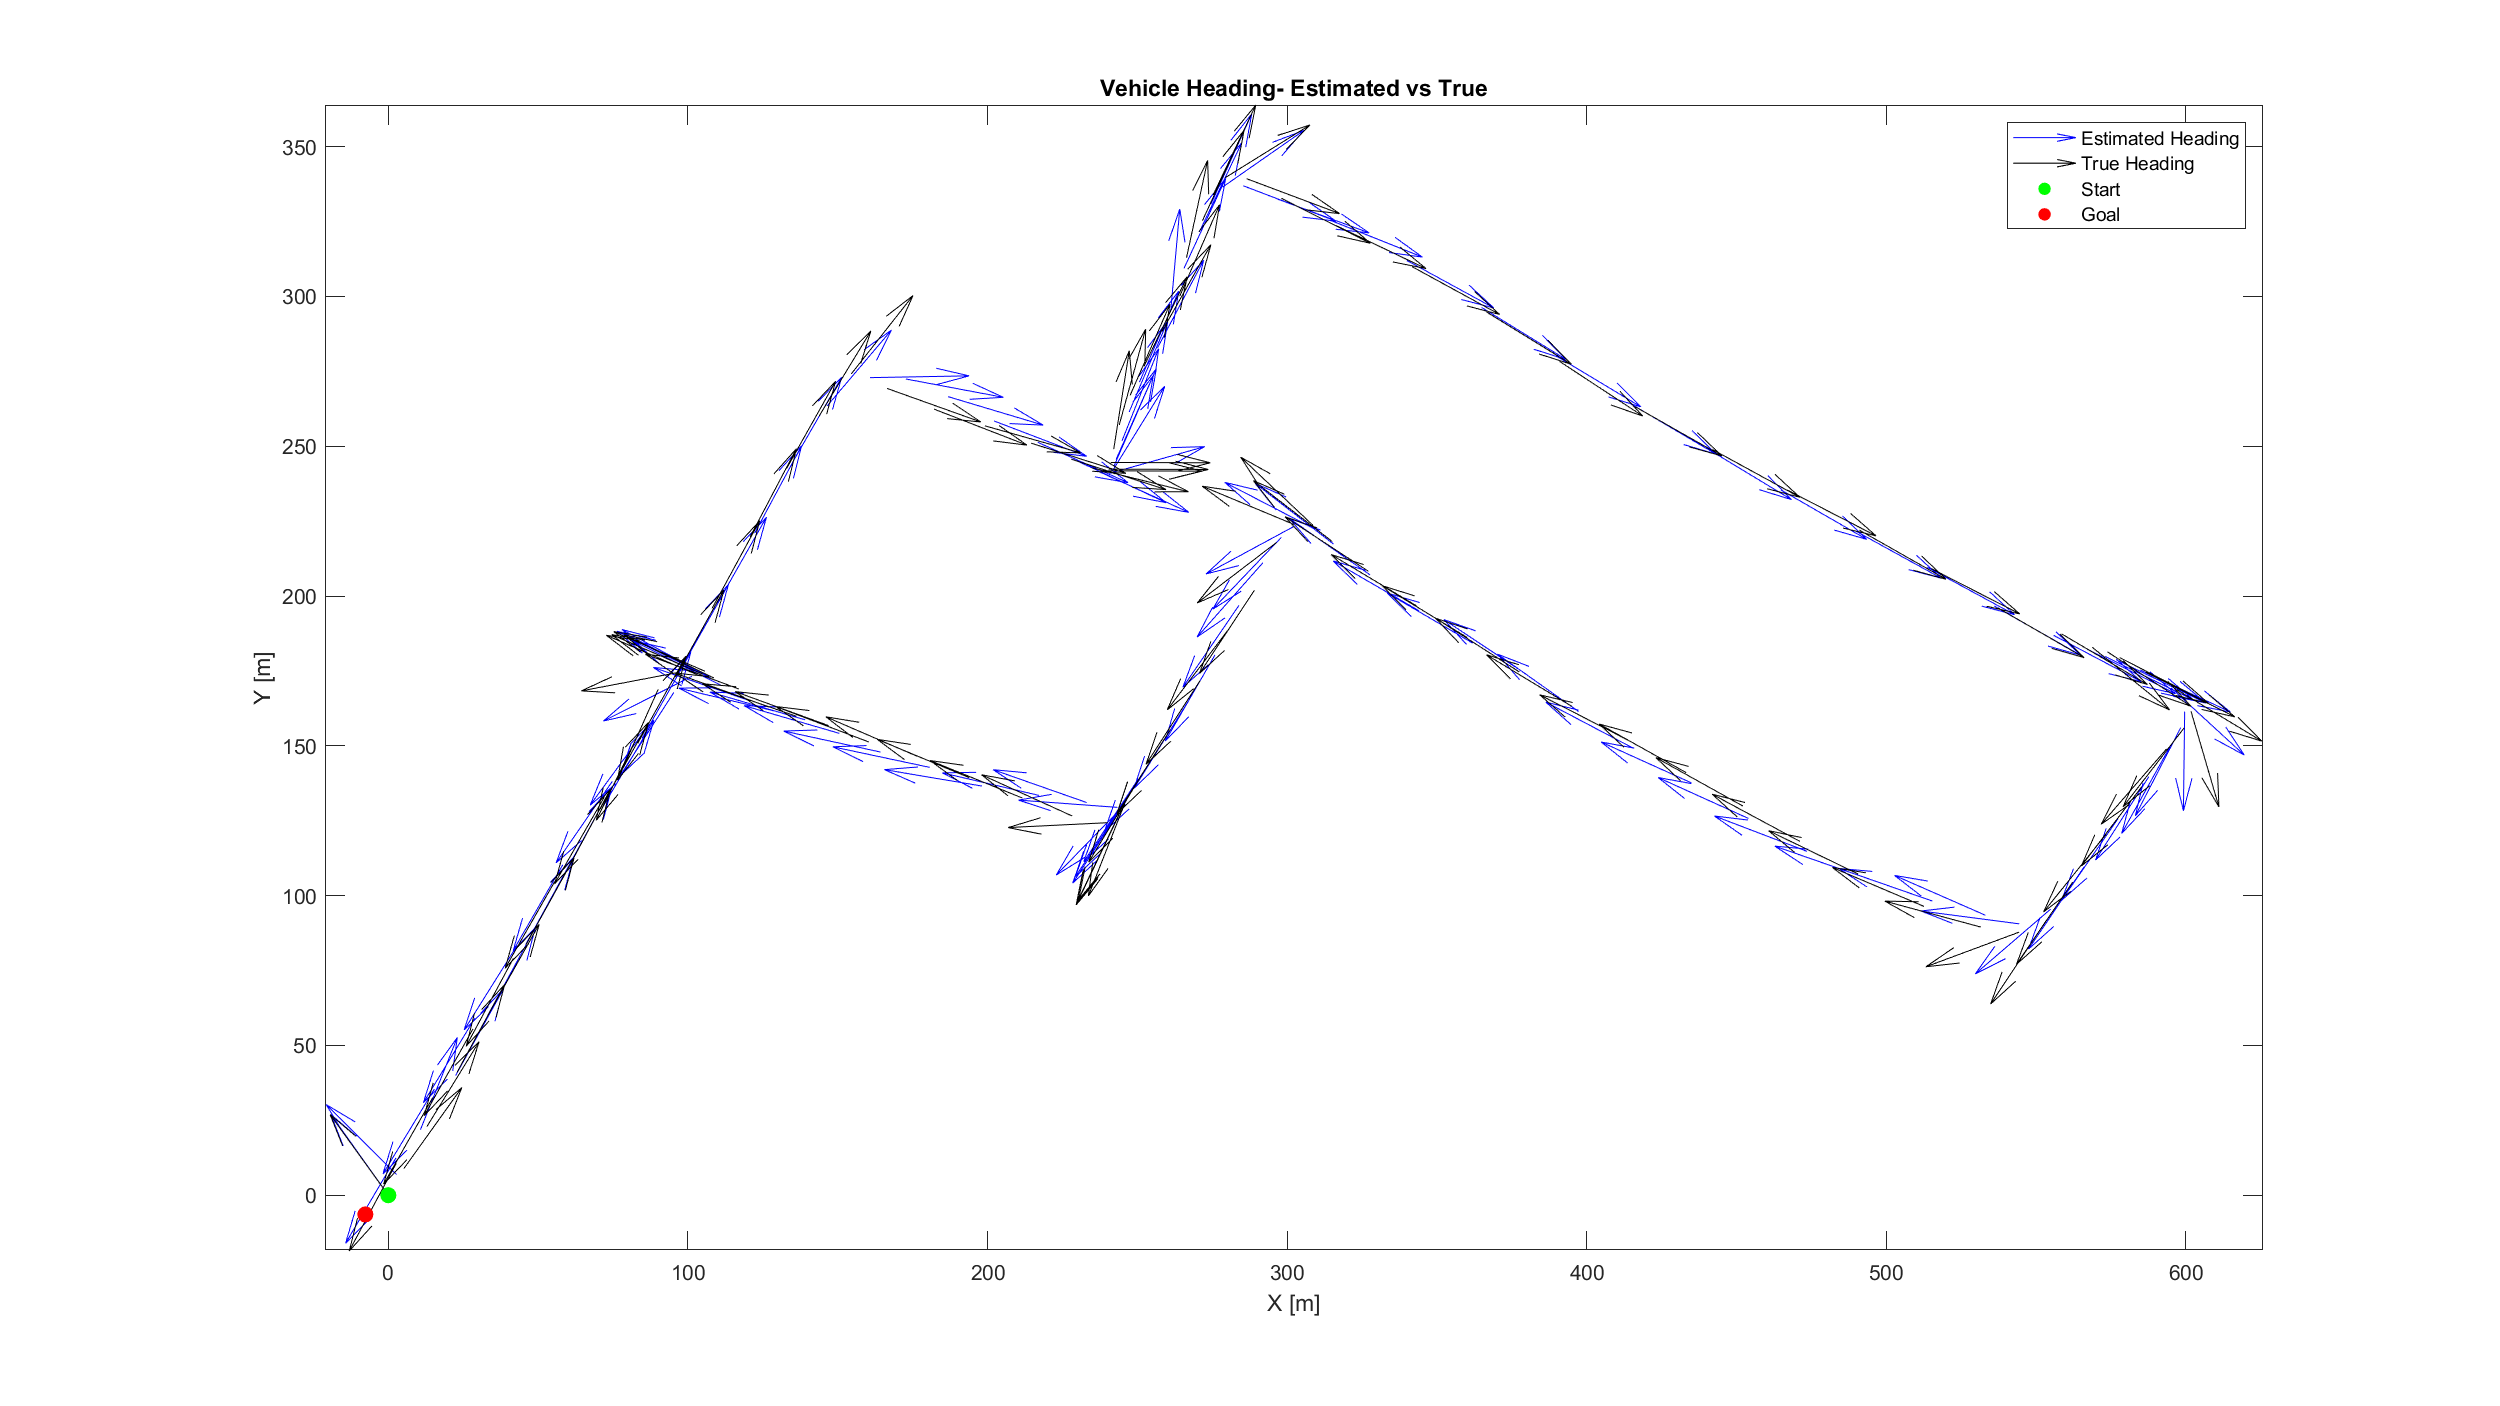 Vehicle Heading- Estimated vs True
Estimated Heading
True Heading
Start
Goal
350
300
250
200
150
100
50
0
Y [m]
0 100 200 300 400 500 600
X [m]